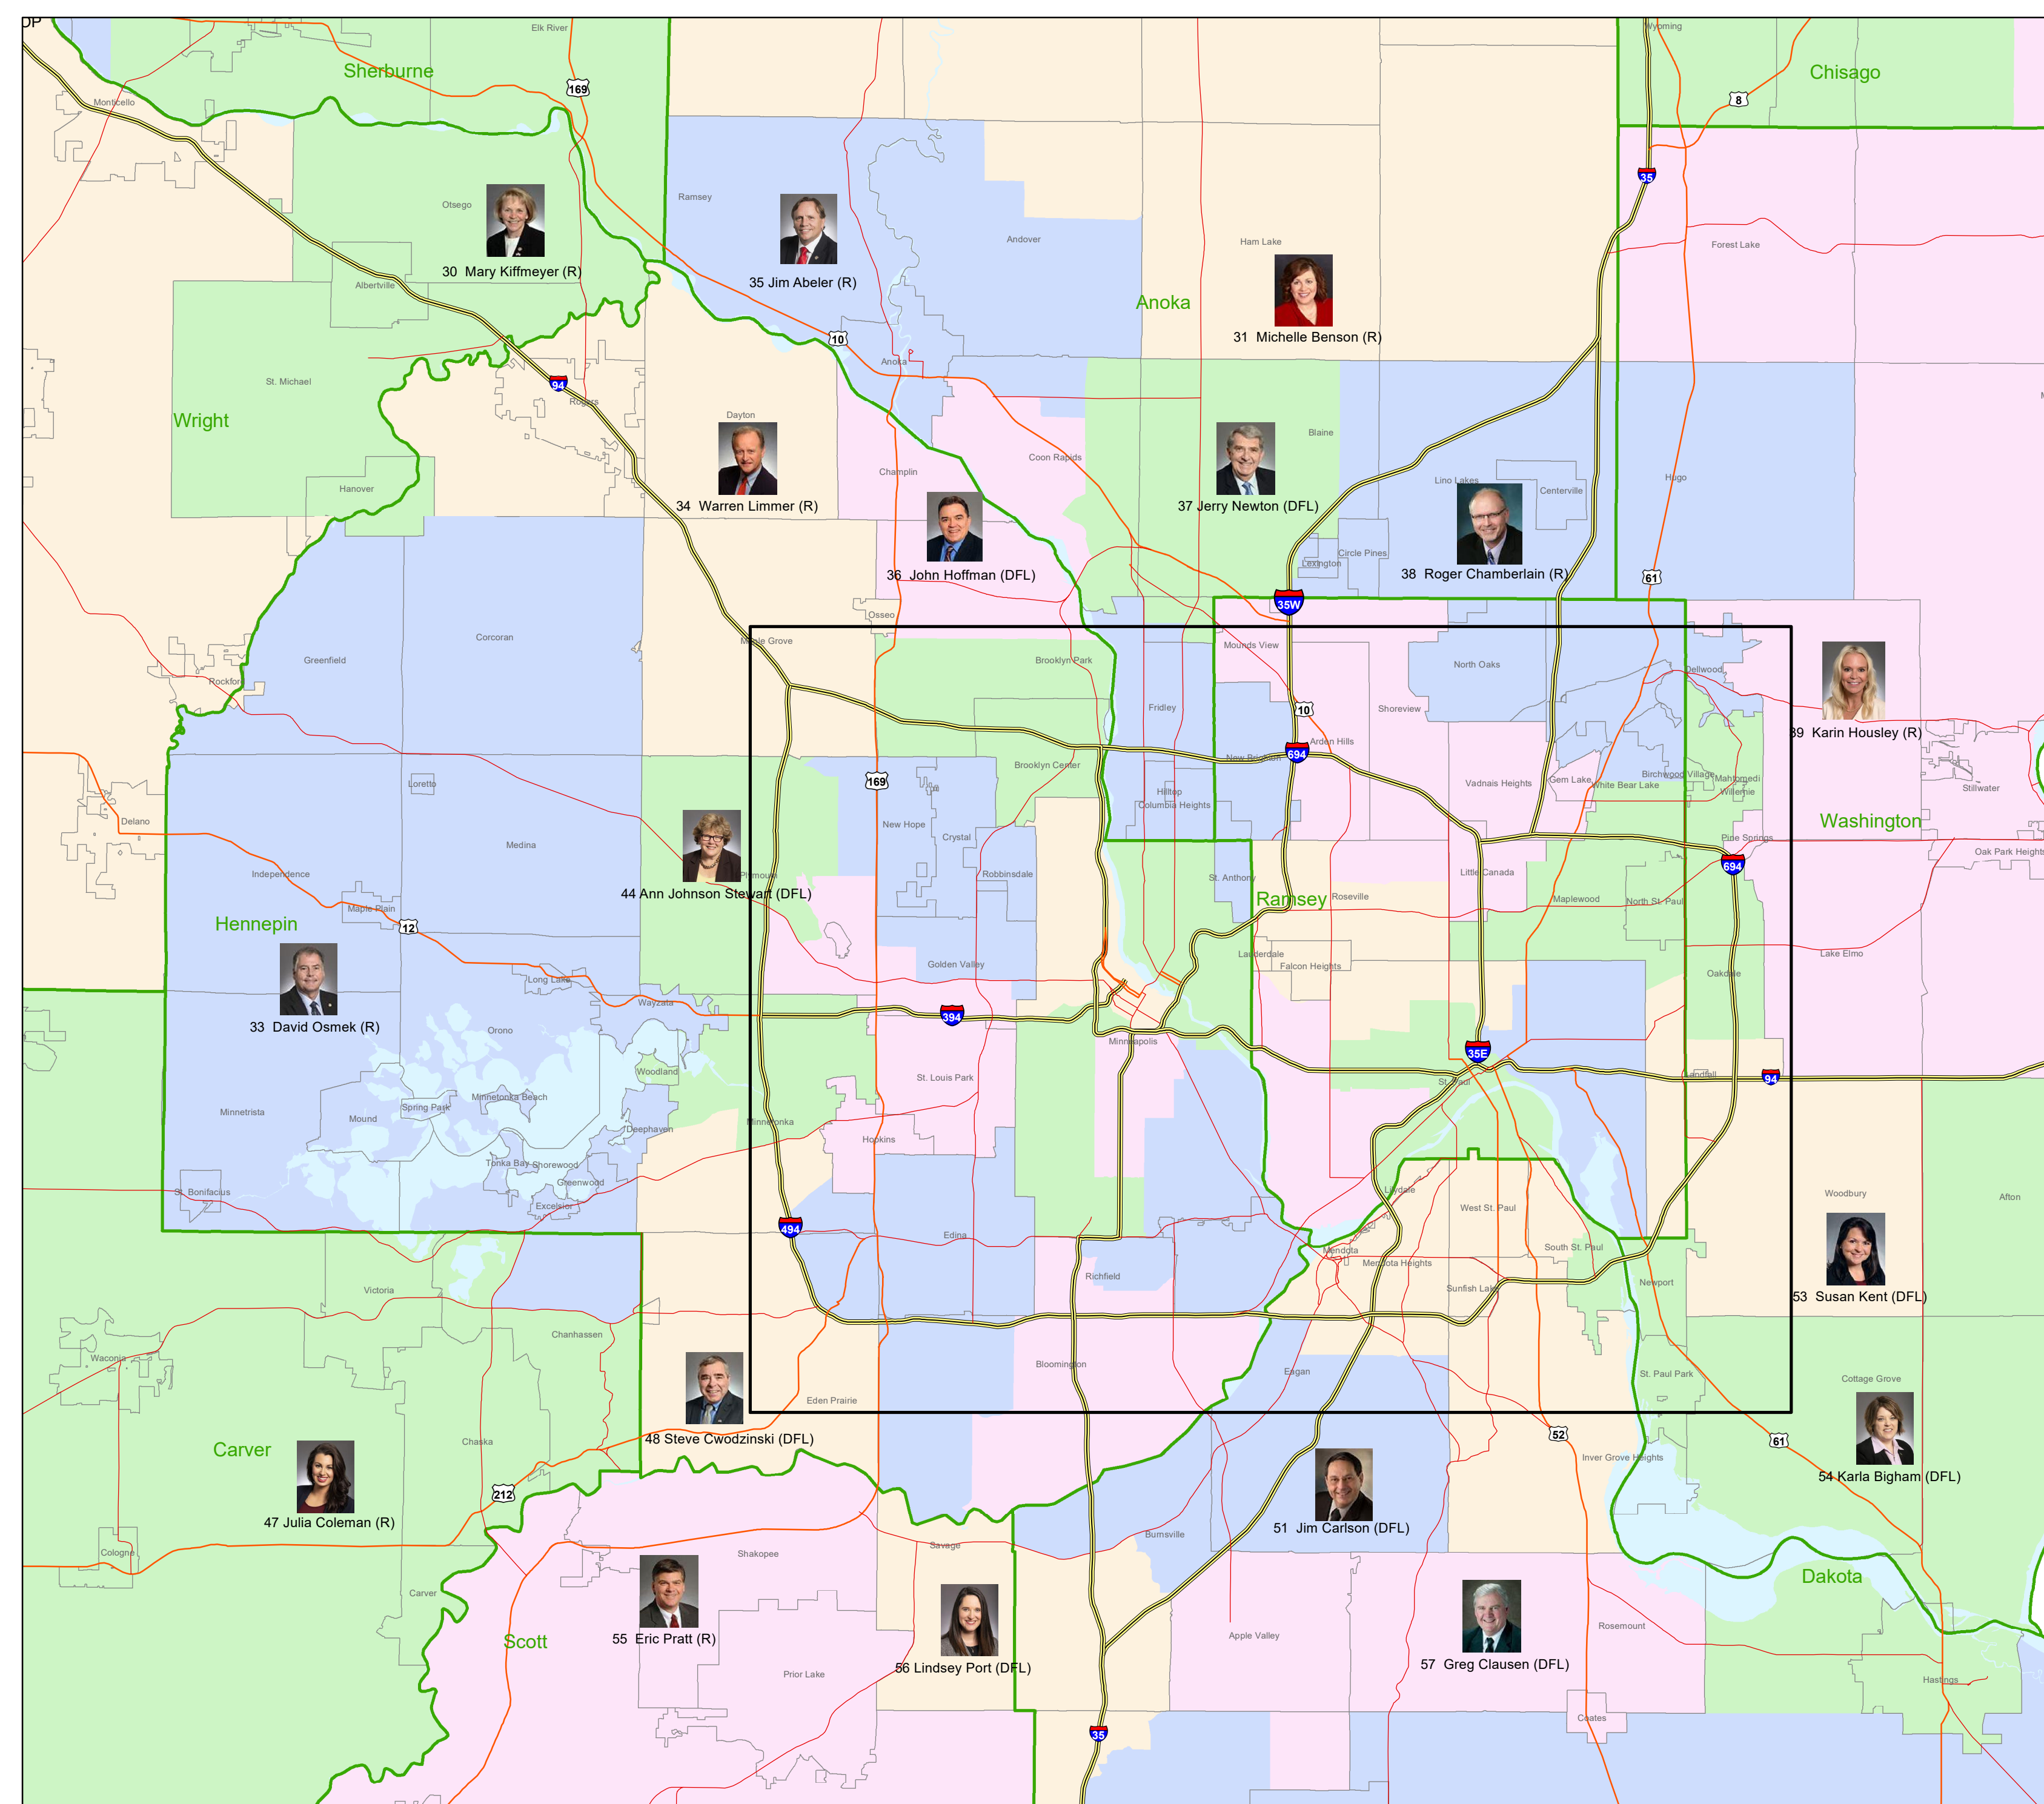 OP
Elk River
Wyoming
Sherburne
Chisago
169
8
Monticello
35
Otsego
Ramsey
Andover
Ham Lake
Forest Lake
30 Mary Kiffmeyer (R)
35 Jim Abeler (R)
Albertville
Anoka
31 Michelle Benson (R)
10
Anoka
St. Michael
94
Rogers
Wright
Dayton
Blaine
Champlin
Coon Rapids
Hugo
Hanover
Lino Lakes
Centerville
34 Warren Limmer (R)
37 Jerry Newton (DFL)
Circle Pines
Lexington
36 John Hoffman (DFL)
38 Roger Chamberlain (R)
61
35W
Osseo
Corcoran
Maple Grove
Mounds View
Greenfield
Brooklyn Park
North Oaks
Dellwood
Rockford
Fridley
10
Shoreview
39 Karin Housley (R)
Arden Hills
694
New Brighton
Brooklyn Center
169
Loretto
Hilltop
Columbia Heights
Vadnais Heights
Gem Lake
White Bear Lake
Birchwood Village
Mahtomedi
Willernie
Stillwater
Delano
New Hope
Crystal
Washington
Medina
Pine Springs
Oak Park Heights
Independence
Robbinsdale
Plymouth
St. Anthony
Little Canada
694
44 Ann Johnson Stewart (DFL)
Ramsey
Roseville
Maplewood
North St. Paul
Maple Plain
Hennepin
12
Lauderdale
Falcon Heights
Lake Elmo
Golden Valley
Oakdale
Long Lake
Wayzata
394
33 David Osmek (R)
Orono
Minneapolis
35E
Woodland
St. Louis Park
St. Paul
Landfall
94
Minnetrista
Mound
Spring Park
Minnetonka Beach
Deephaven
Minnetonka
Hopkins
Tonka Bay
Shorewood
Greenwood
St. Bonifacius
Excelsior
Lilydale
West St. Paul
Woodbury
Afton
494
Edina
Mendota
Mendota Heights
South St. Paul
Richfield
Sunfish Lake
Newport
Victoria
53 Susan Kent (DFL)
Chanhassen
Waconia
Bloomington
Eagan
St. Paul Park
Cottage Grove
Eden Prairie
48 Steve Cwodzinski (DFL)
52
61
Carver
Chaska
Inver Grove Heights
54 Karla Bigham (DFL)
212
47 Julia Coleman (R)
51 Jim Carlson (DFL)
Burnsville
Cologne
Shakopee
Savage
Dakota
Carver
55 Eric Pratt (R)
Scott
Apple Valley
Rosemount
Prior Lake
56 Lindsey Port (DFL)
57 Greg Clausen (DFL)
Hastings
Coates
35